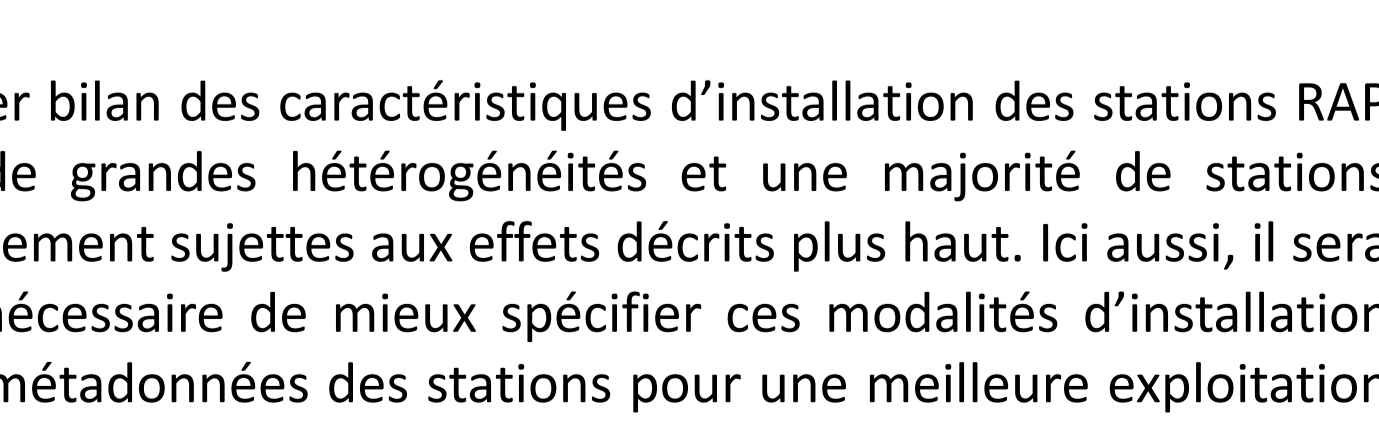 er bilan des caractéristiques d’installation des stations RAP
de grandes hétérogénéités et une majorité de stations
ement sujettes aux effets décrits plus haut. Ici aussi, il sera
nécessaire de mieux spécifier ces modalités d’installation
métadonnées des stations pour une meilleure exploitation